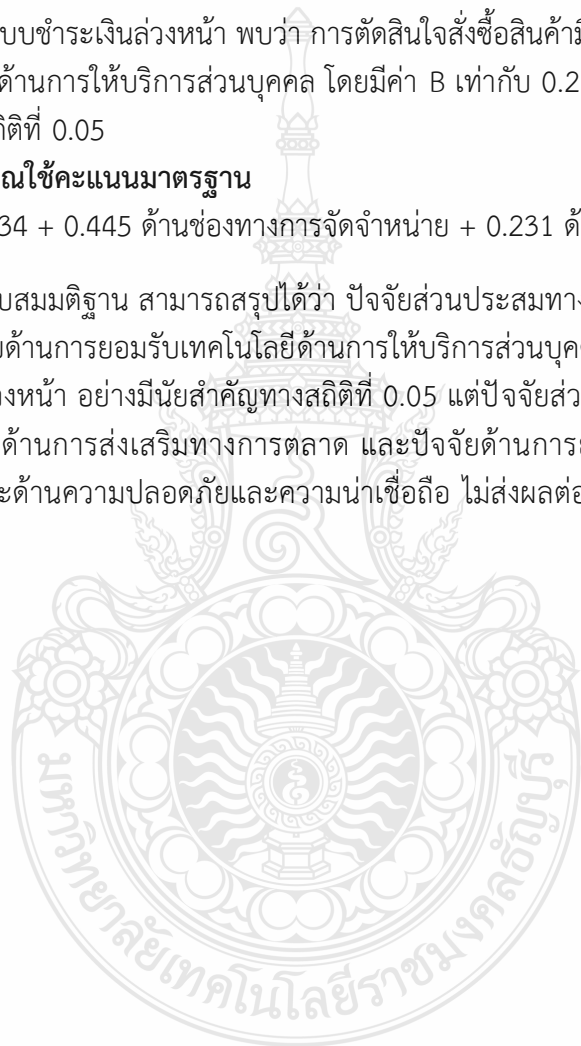 บบชำระเงินล่วงหน้า พบว่า การตัดสินใจสั่งซื้อสินค้า
ด้านการให้บริการส่วนบุคคล โดยมีค่า B เท่ากับ 0.2
ที่ 0.05
ใช้คะแนนมาตรฐาน
34 + 0.445 ด้านช่องทางการจัดจำหน่าย + 0.231
สมมติฐาน สามารถสรุปได้ว่า ปัจจัยส่วนประสมทาง
ด้านการยอมรับเทคโนโลยีด้านการให้บริการส่วนบุค
งหน้า อย่างมีนัยสำคัญทางสถิติที่ 0.05 แต่ปัจจัยส่ว
ด้านการส่งเสริมทางการตลาด และปัจจัยด้านการ
ะด้านความปลอดภัยและความน่าเชื่อถือ ไม่ส่งผลต่อ
มหาวิทยาลัยเทคโนโลยีราชมงคลธัญบุรี